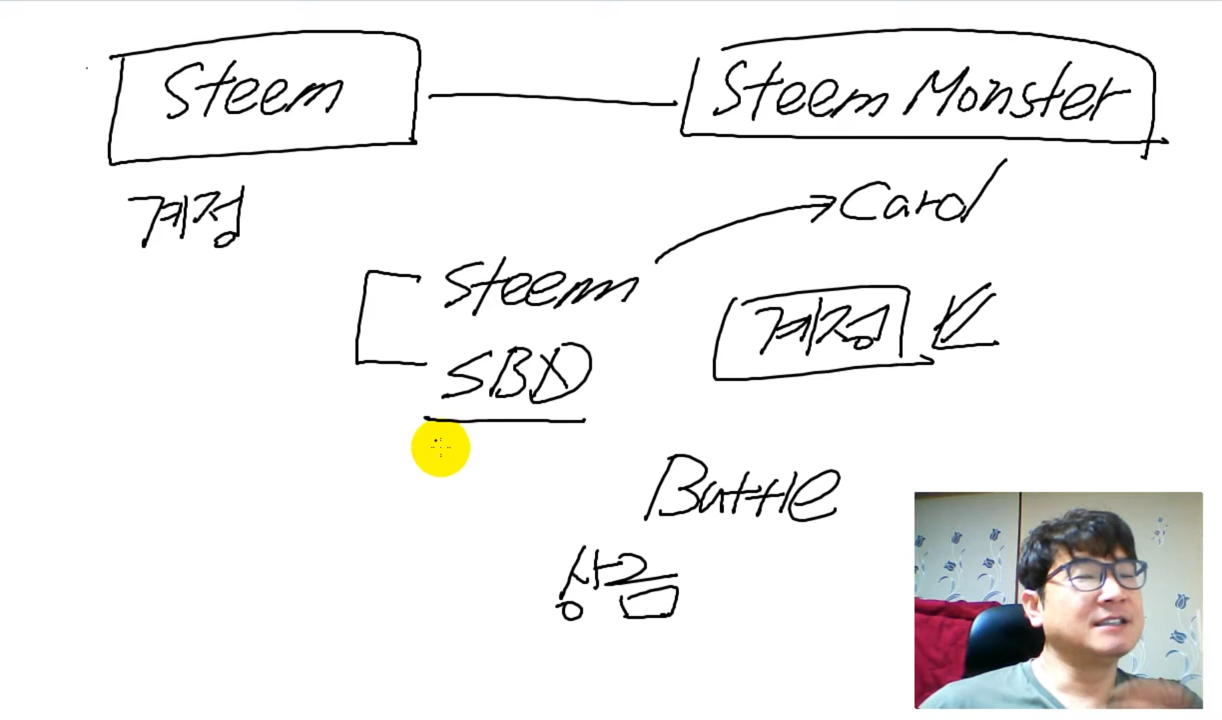 Steem
Steem Monster
계정
Card
Steem
SBD
계정
Battle
상금